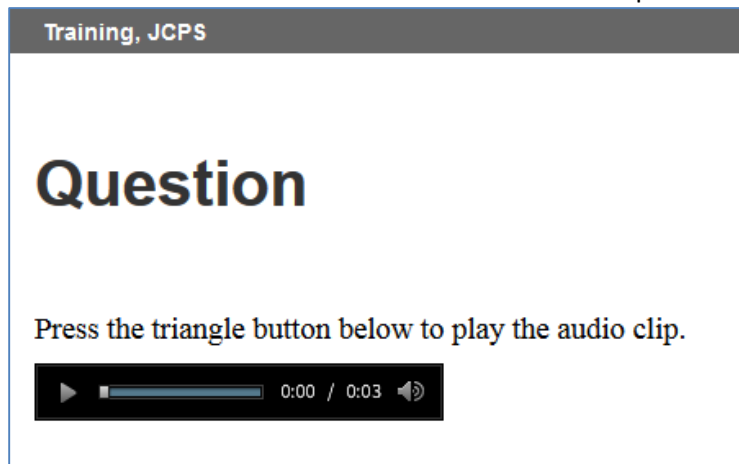 Training, JCPS
Question
Press the triangle button below to play the audio clip.
0:00 / 0:03